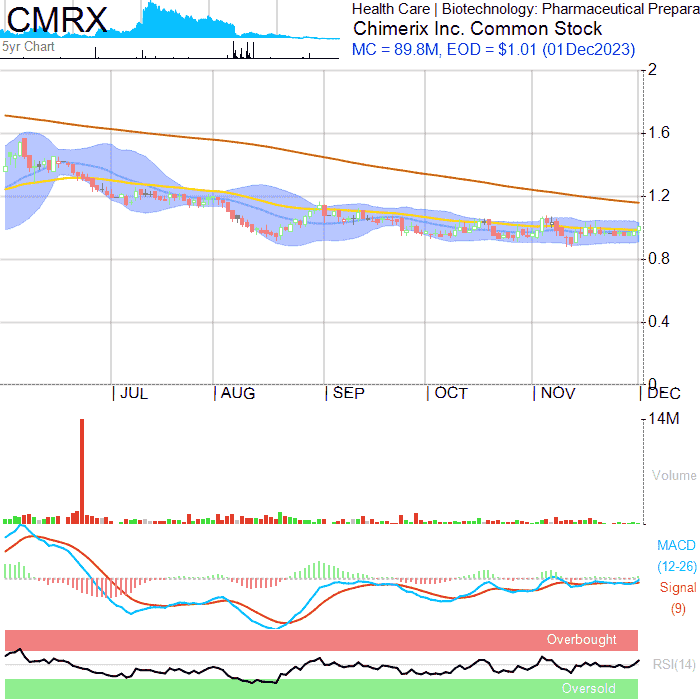 CMRX
Health Care | Biotechnology: Pharmaceutical Prepara
5yr Chart
Chimerix Inc. Common Stock
MC = 89.8M, EOD = $1.01 (01Dec2023)
2
1.6
1.2
0.8
0.4
0
JUL AUG SEP OCT NOV DEC
14M
Volume
MACD
(12-26)
Signal
(9)
Overbought
RSI(14)
Oversold